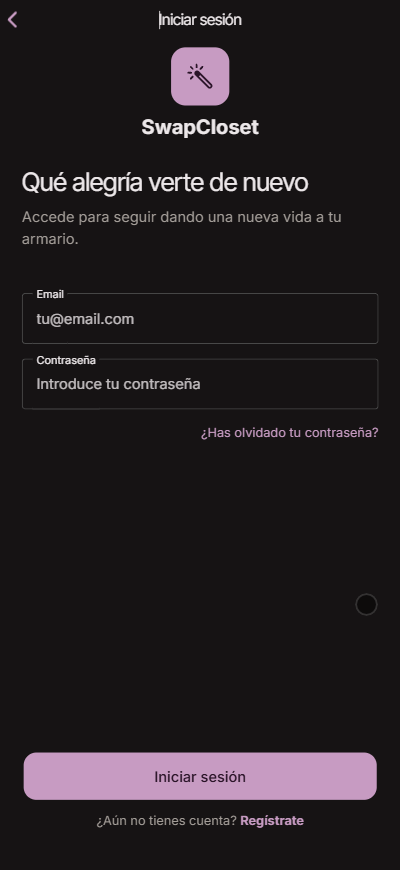 Iniciar sesión
SwapCloset
Qué alegría verte de nuevo
Accede para seguir dando una nueva vida a tu
armario.
Email
tu@email.com
Contraseña
Introduce tu contraseña
¿Has olvidado tu contraseña?
Iniciar sesión
¿Aún no tienes cuenta? Regístrate